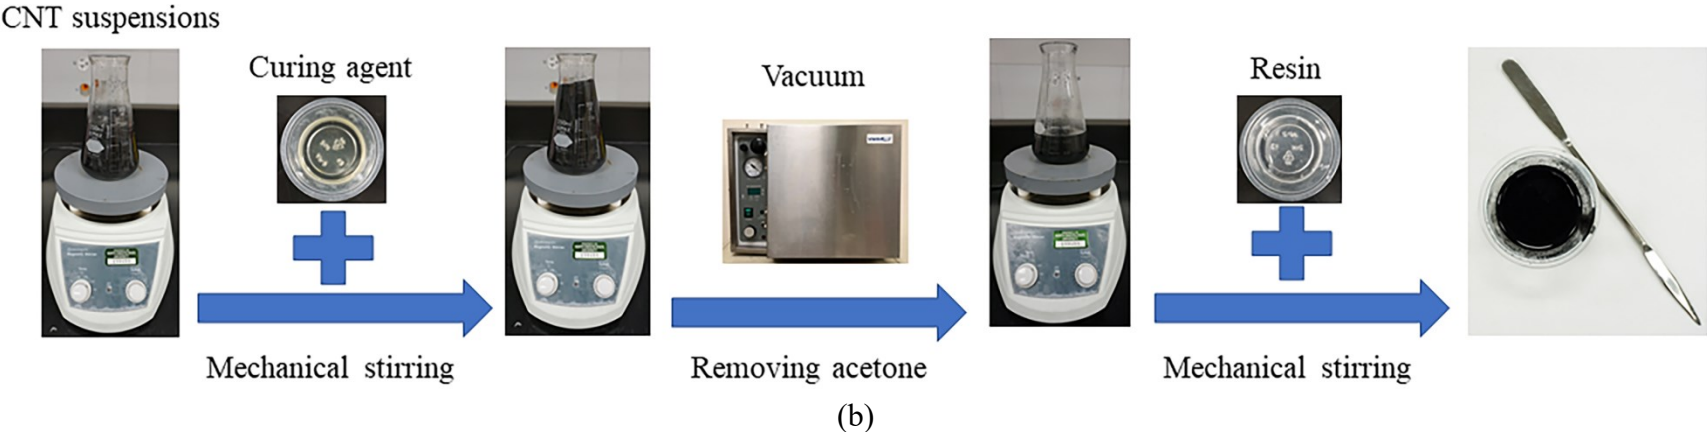 CNT suspensions
Curing agent
Vacuum
Resin
Mechanical stirring
Removing acetone
Mechanical stirring
(b)